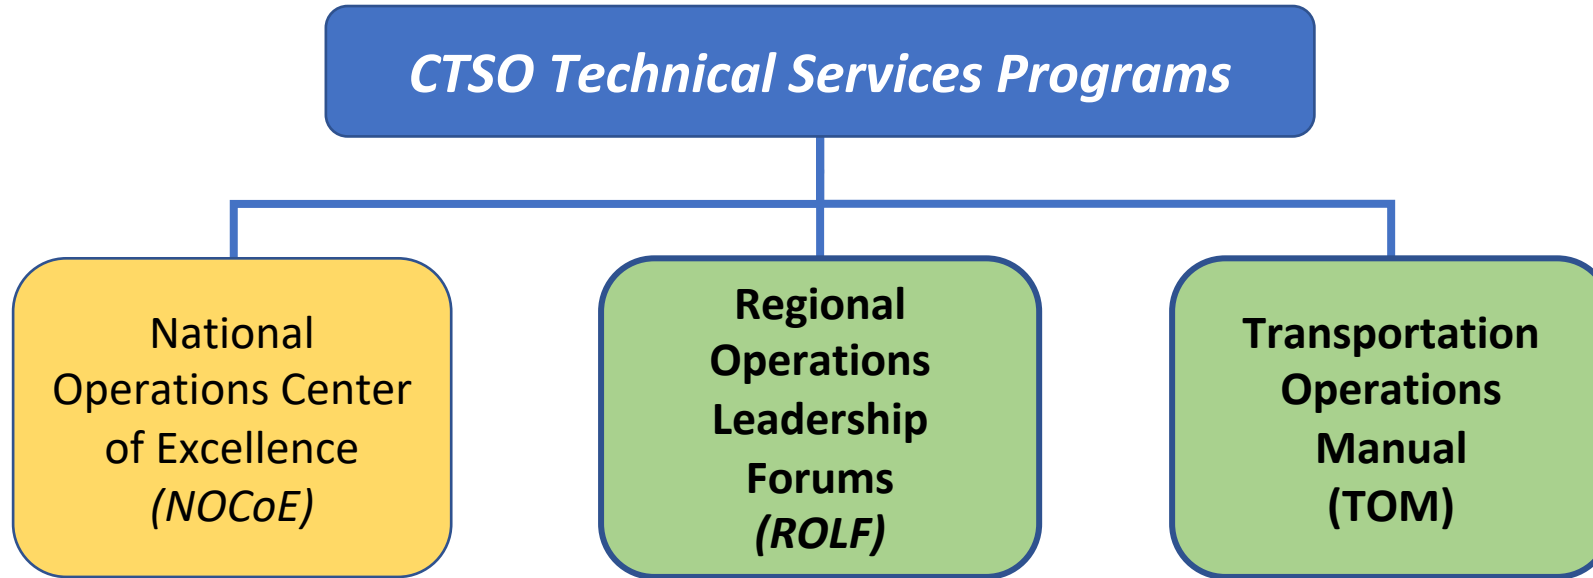 CTSO Technical Services Programs
National
Operations Center
of Excellence
(NOCoE)
Regional
Operations
Leadership
Forums
(ROLF)
Transportation
Operations
Manual
(TOM)